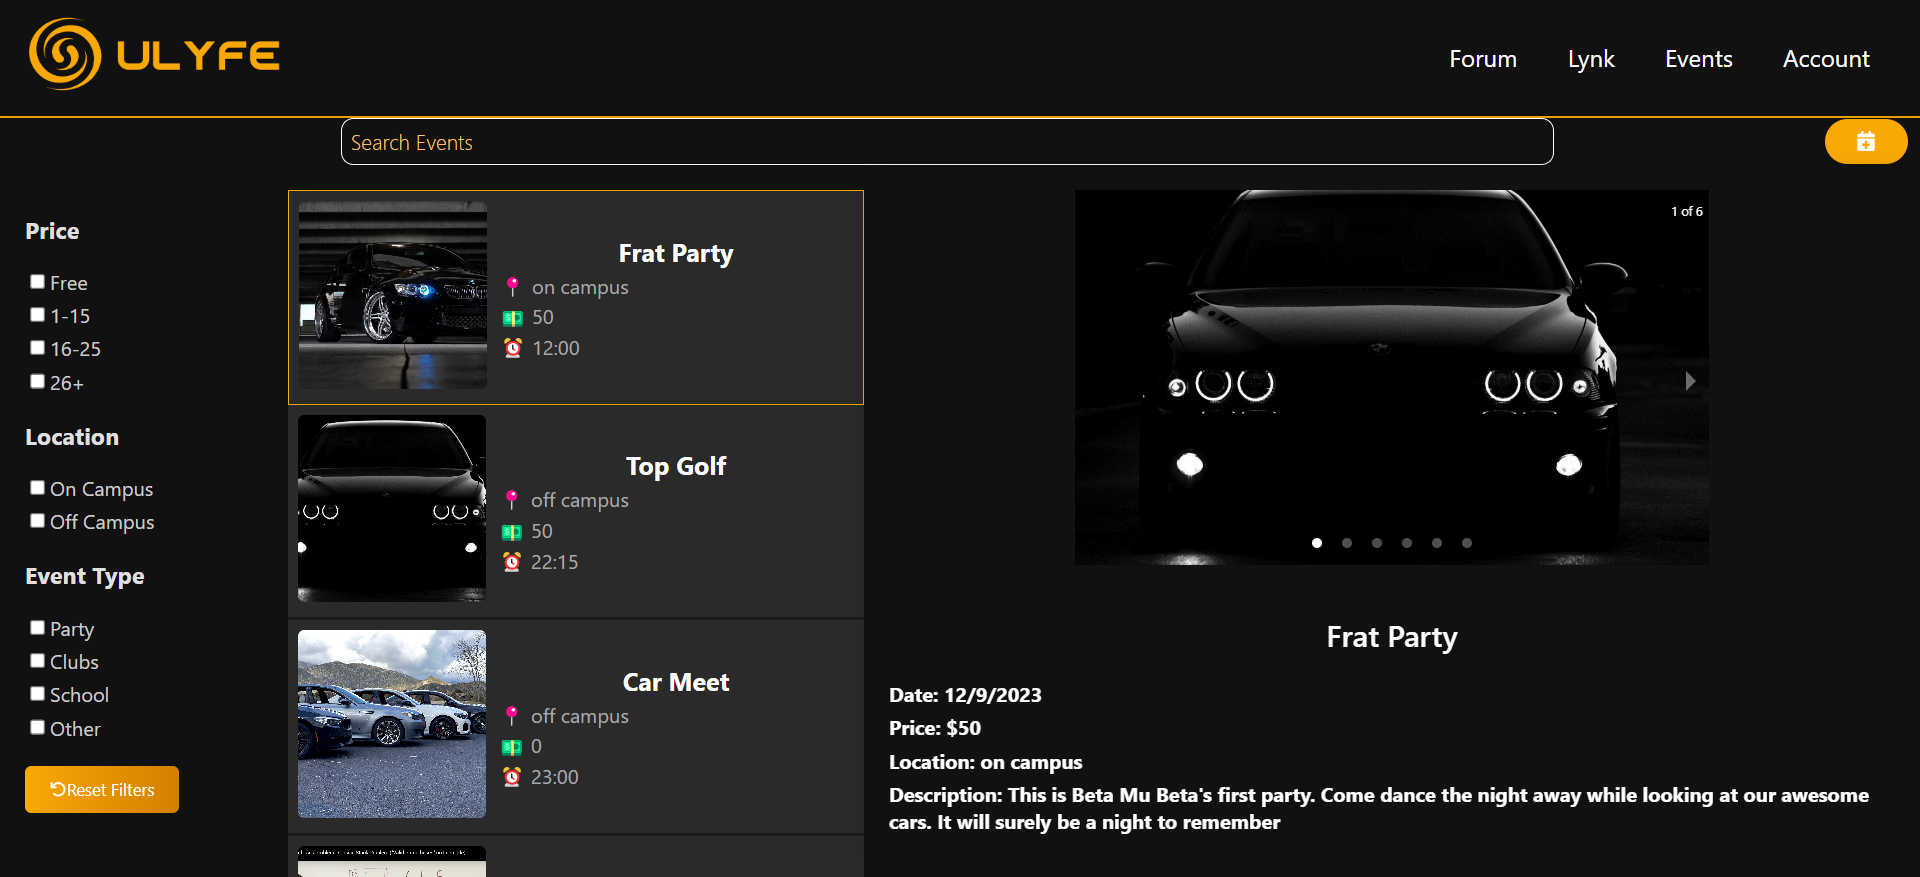 ULYFE
Forum
Lynk
Events
Account
Search Events
Price
Free
1-15
16-25
26+
Location
On Campus
Off Campus
Event Type
Party
Clubs
School
Other
Reset Filters
Frat Party
on campus
50
12:00
Top Golf
off campus
50
22:15
Car Meet
off campus
0
23:00
1 of 6
Frat Party
Date: 12/9/2023
Price: $50
Location: on campus
Description: This is Beta Mu Beta's first party. Come dance the night away while looking at our awesome
cars. It will surely be a night to remember